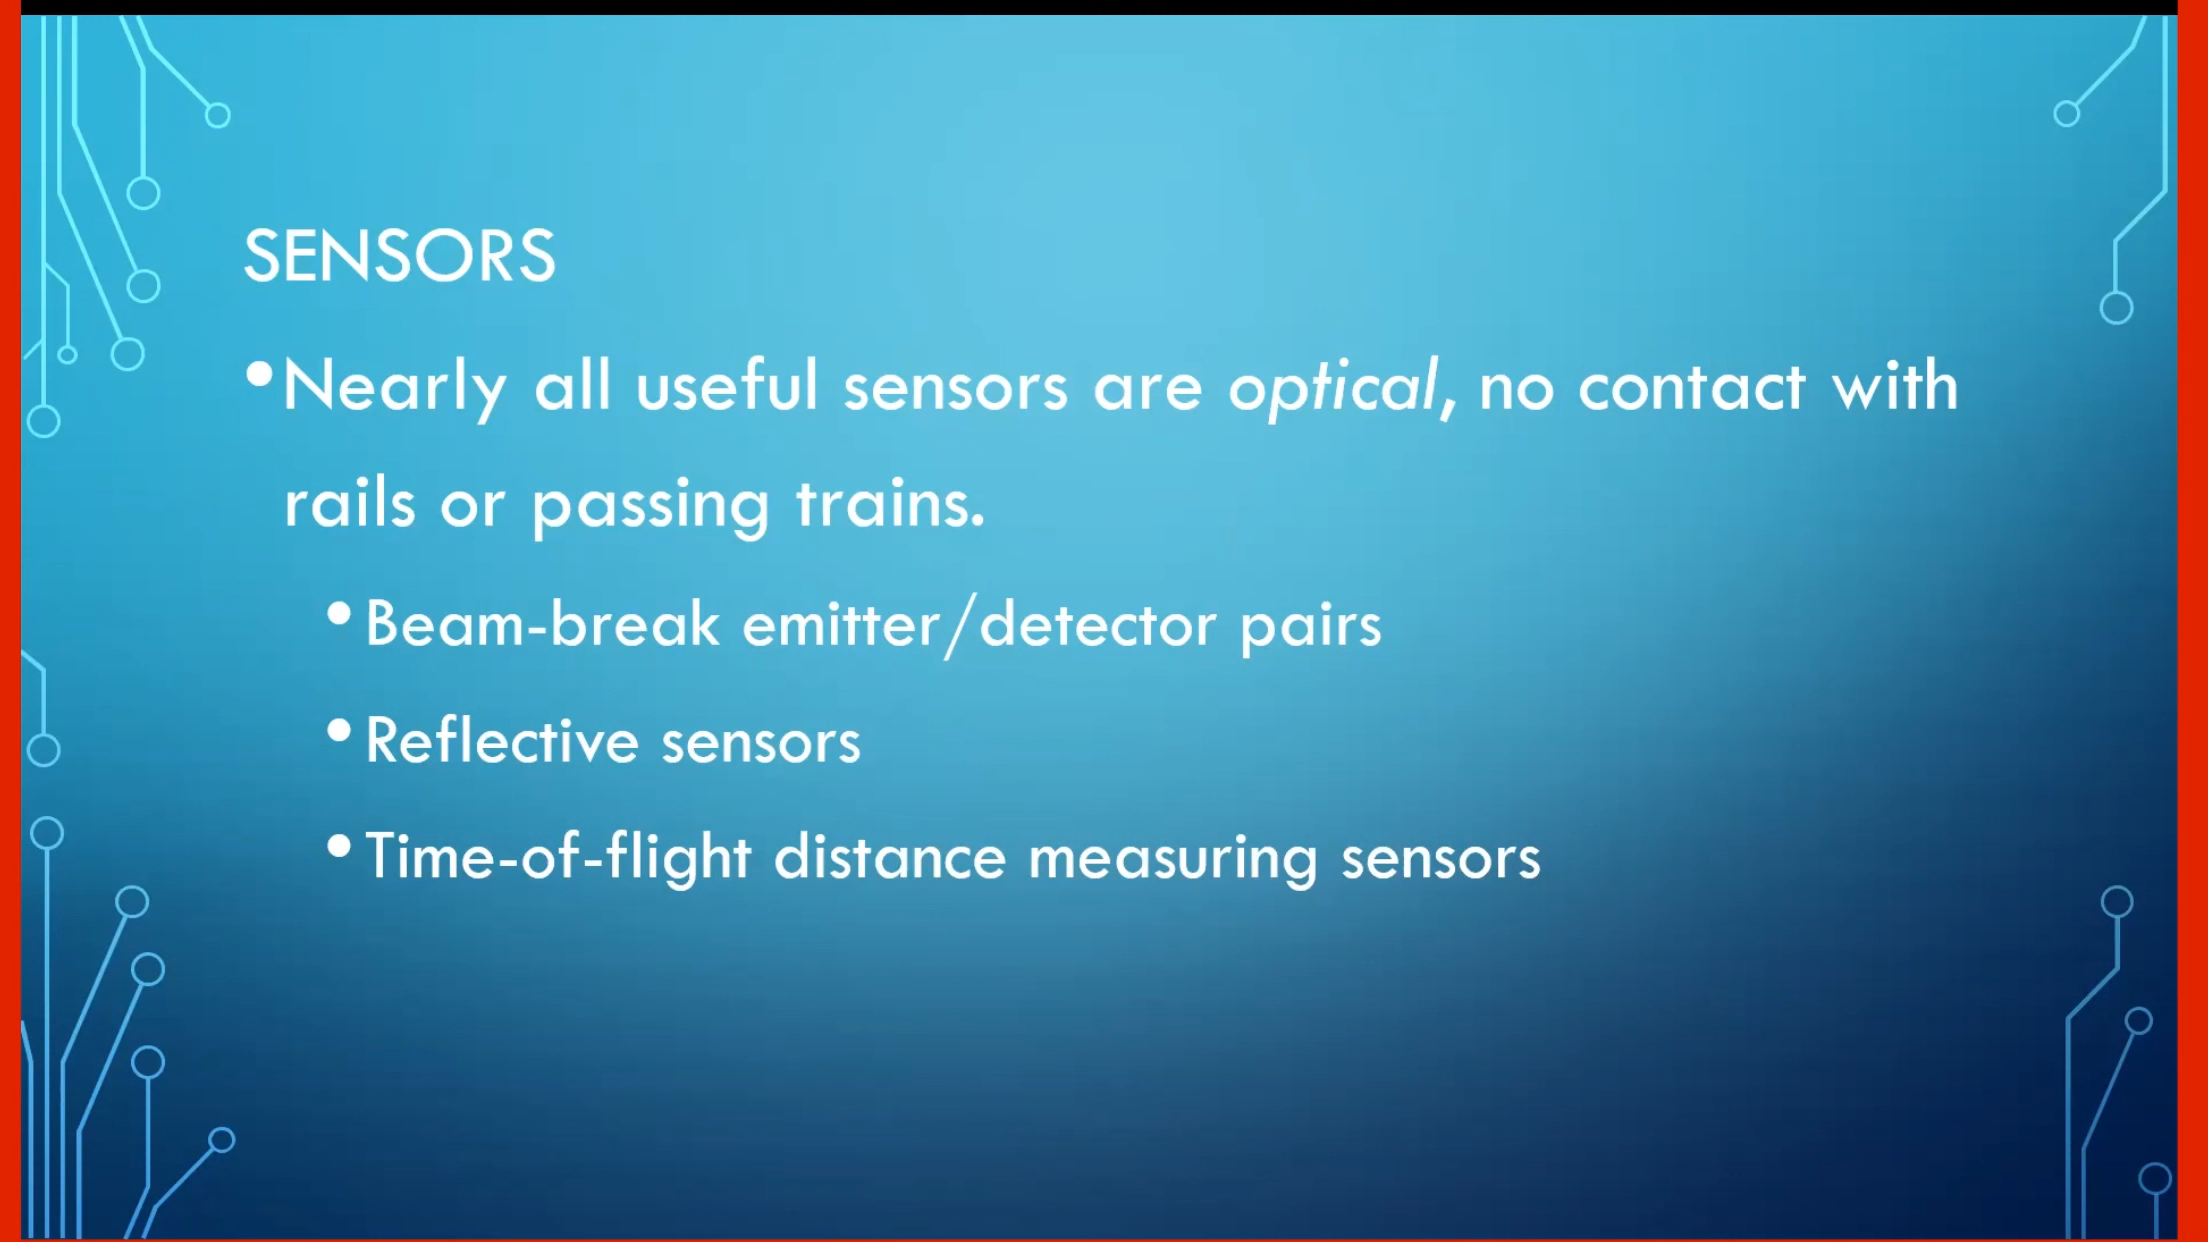 SENSORS
•Nearly all useful sensors are optical, no contact with
rails or passing trains.
• Beam-break emitter/detector pairs
• Reflective sensors
• Time-of-flight distance measuring sensors